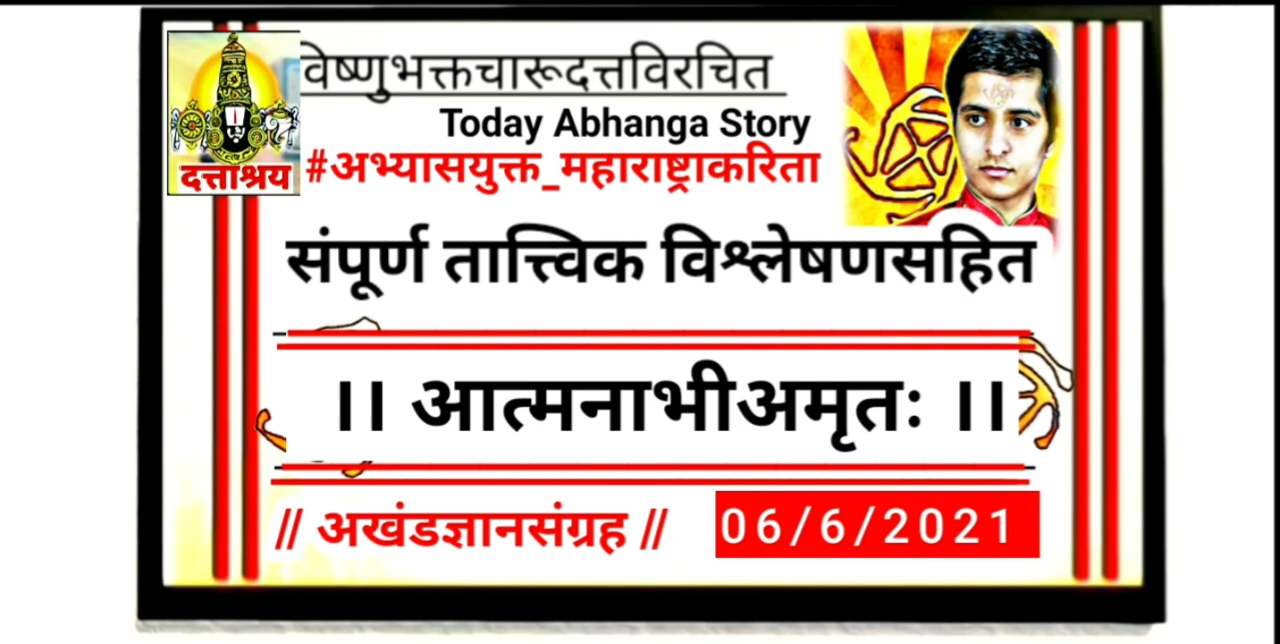 विष्णुभक्तचारूदत्तविरचित
Today Abhanga Story
दत्ताश्रय
#अभ्यासयुक्त_महाराष्ट्राकरिता
संपूर्ण तात्त्विक विश्लेषणसहित
।। आत्मनाभीअमृतः ।।
// अखंडज्ञानसंग्रह //
06/6/2021